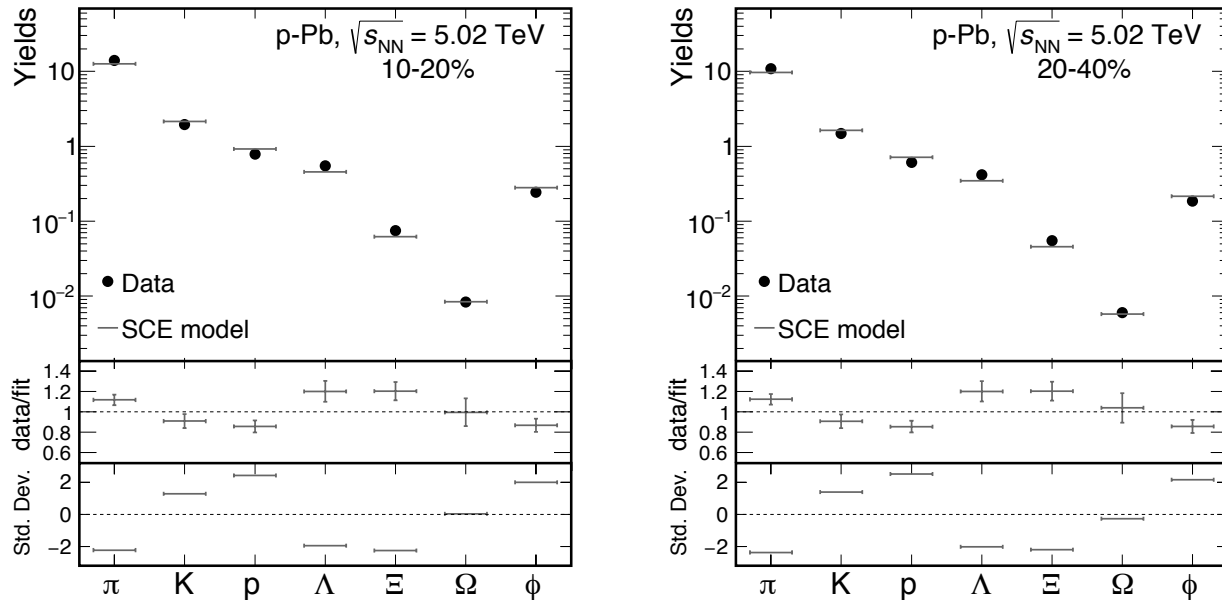 Yields
p-Pb, √s_NN = 5.02 TeV
10-20%
10
1
10⁻¹
10⁻²
Data
SCE model
data/fit
1.4
1.2
1
0.8
0.6
Std. Dev.
2
0
−2
π K p Λ Ξ Ω ϕ
Yields
p-Pb, √s_NN = 5.02 TeV
20-40%
10
1
10⁻¹
10⁻²
Data
SCE model
data/fit
1.4
1.2
1
0.8
0.6
Std. Dev.
2
0
−2
π K p Λ Ξ Ω ϕ